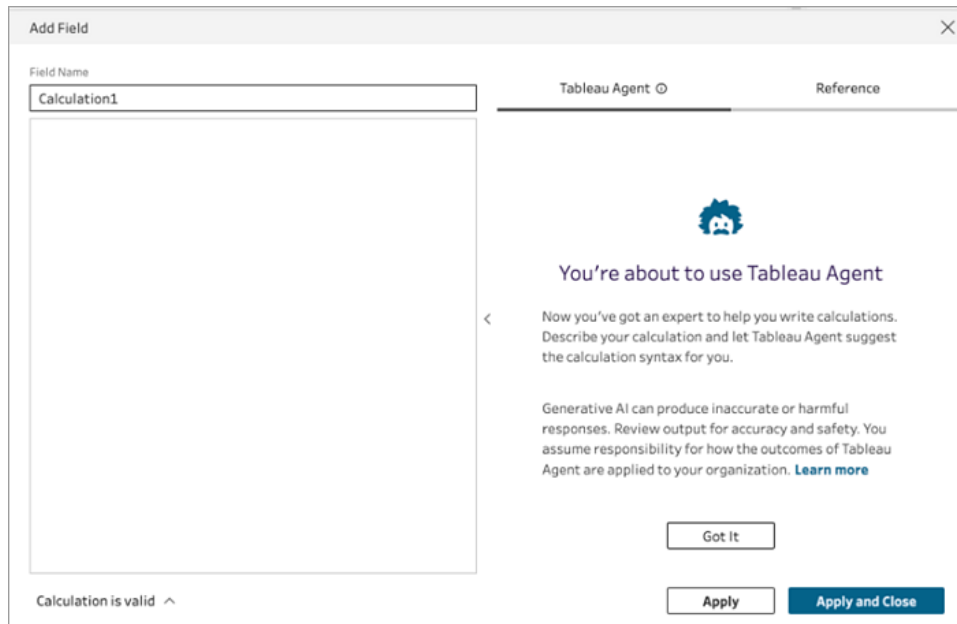 Add Field
Field Name
Calculation1
Calculation is valid
Tableau Agent
Reference
You're about to use Tableau Agent
Now you've got an expert to help you write calculations.
Describe your calculation and let Tableau Agent suggest
the calculation syntax for you.
Generative AI can produce inaccurate or harmful
responses. Review output for accuracy and safety. You
assume responsibility for how the outcomes of Tableau
Agent are applied to your organization. Learn more
Got It
Apply
Apply and Close